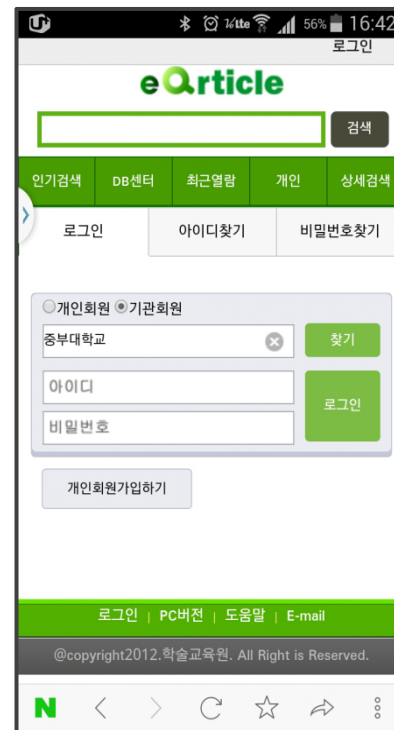 56% 16:42
로그인
earticle
검색
인기검색 DB센터 최근열람 개인 상세검색
로그인 아이디찾기 비밀번호찾기
개인회원 기관회원
중부대학교 찾기
아이디
로그인
비밀번호
개인회원가입하기
로그인 | PC버전 | 도움말 | E-mail
@copyright2012.학술교육원. All Right is Reserved.
N